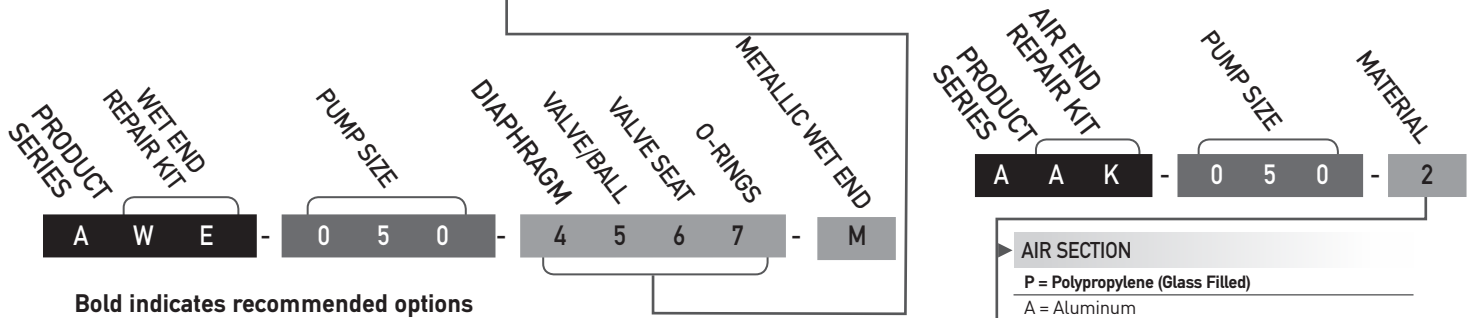 PRODUCT
SERIES
WET END
REPAIR KIT
PUMP SIZE
DIAPHRAGM
VALVE/BALL
VALVE SEAT
O-RINGS
METALLIC WET END
A W E - 0 5 0 - 4 5 6 7 - M
Bold indicates recommended options
PRODUCT
SERIES
AIR END
REPAIR KIT
PUMP SIZE
MATERIAL
A A K - 0 5 0 - 2
AIR SECTION
P = Polypropylene (Glass Filled)
A = Aluminum